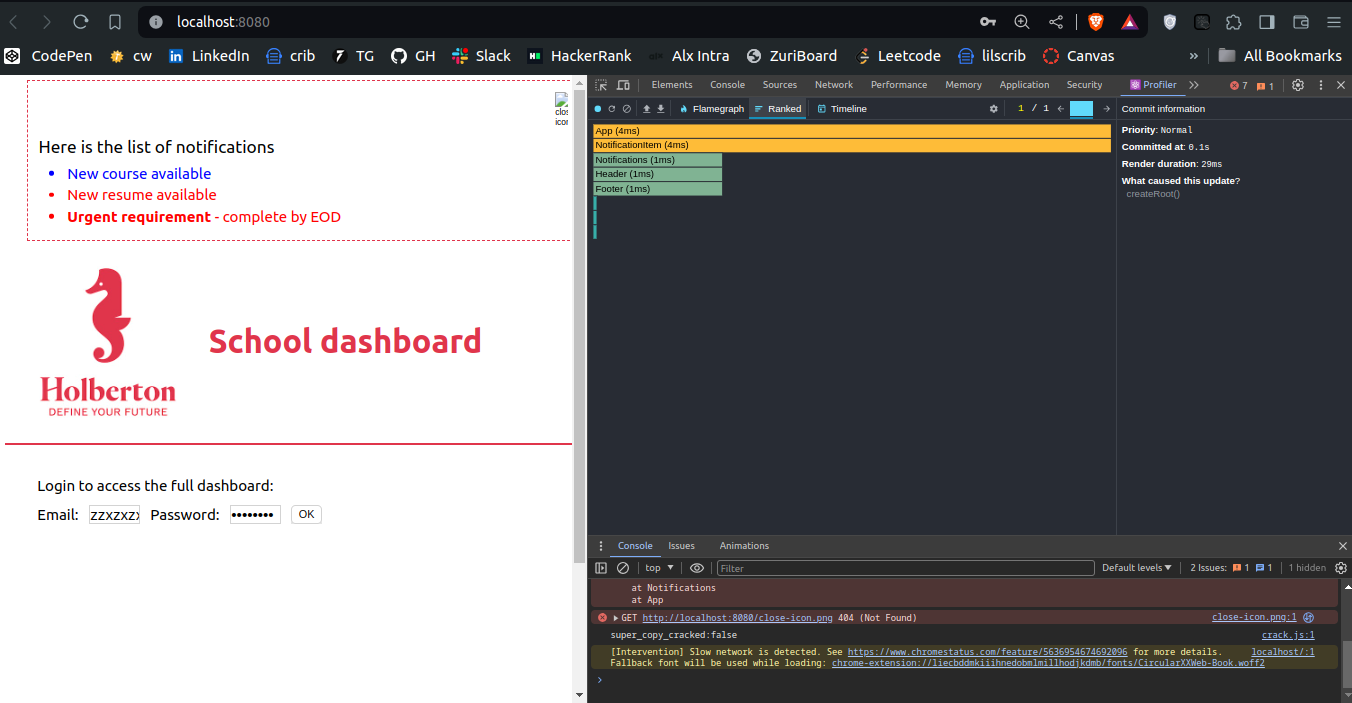 localhost:8080
CodePen
cw
LinkedIn
crib
TG
GH
Slack
HackerRank
Alx Intra
ZuriBoard
Leetcode
lilscrib
Canvas
»
All Bookmarks
close
icon
Here is the list of notifications
• New course available
• New resume available
• Urgent requirement - complete by EOD
Holberton
DEFINE YOUR FUTURE
School dashboard
Login to access the full dashboard:
Email: zzxzxz Password: •••••••• OK
Elements Console Sources Network Performance Memory Application Security Profiler » 7 1
Flamegraph Ranked Timeline 1 / 1
App (4ms)
NotificationItem (4ms)
Notifications (1ms)
Header (1ms)
Footer (1ms)
Commit information
Priority: Normal
Committed at: 0.1s
Render duration: 29ms
What caused this update?
createRoot()
Console Issues Animations
top Filter Default levels 2 Issues: 1 1 1 hidden
at Notifications
at App
GET http://localhost:8080/close-icon.png 404 (Not Found) close-icon.png:1
super_copy_cracked:false crack.js:1
[Intervention] Slow network is detected. See https://www.chromestatus.com/feature/5636954674692096 for more details. localhost/:1
Fallback font will be used while loading: chrome-extension://liecbddmkiiihnedobmlmillhodjkdmb/fonts/CircularXXWeb-Book.woff2